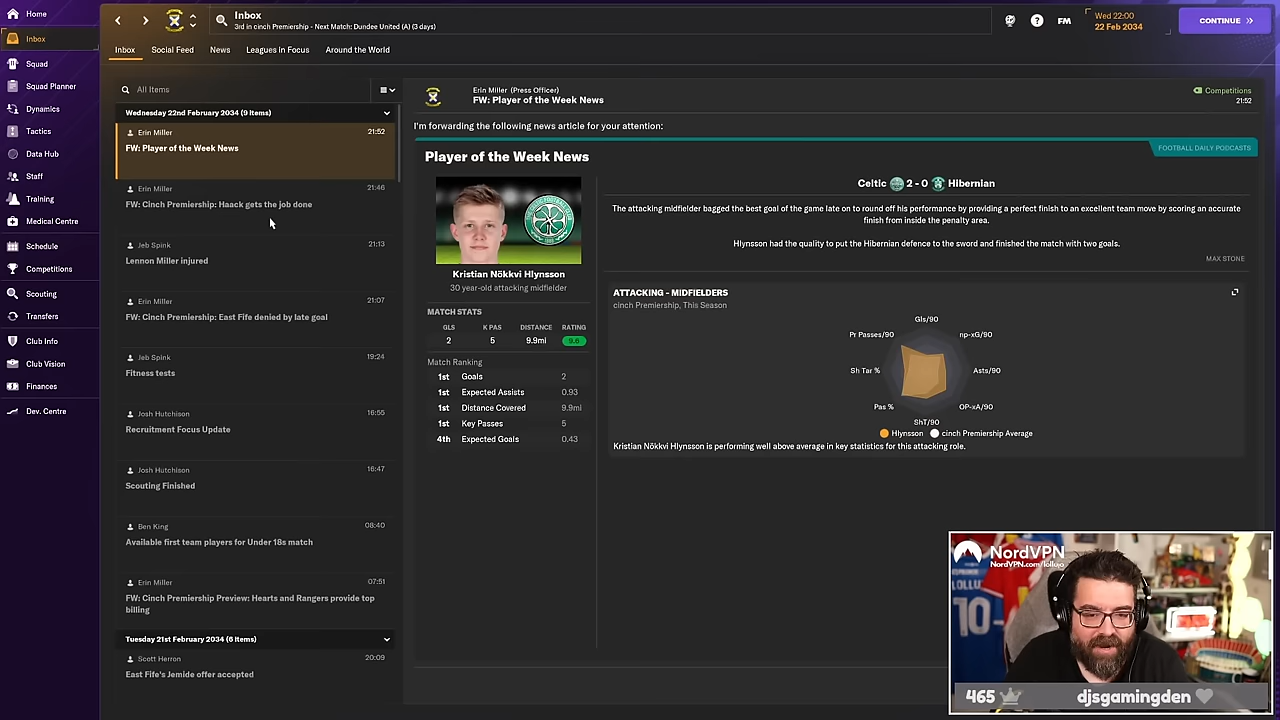 Home
Inbox
Squad
Squad Planner
Dynamics
Tactics
Data Hub
Staff
Training
Medical Centre
Schedule
Competitions
Scouting
Transfers
Club Info
Club Vision
Finances
Dev. Centre
Inbox
3rd in cinch Premiership - Next Match: Dundee United (A) (3 days)
FM
Wed 22:00
22 Feb 2034
CONTINUE
Inbox
Social Feed
News
Leagues In Focus
Around the World
All Items
Wednesday 22nd February 2034 (9 Items)
Erin Miller
21:52
FW: Player of the Week News
Erin Miller
21:46
FW: Cinch Premiership: Haack gets the job done
Jeb Spink
21:13
Lennon Miller injured
Erin Miller
21:07
FW: Cinch Premiership: East Fife denied by late goal
Jeb Spink
19:24
Fitness tests
Josh Hutchison
16:55
Recruitment Focus Update
Josh Hutchison
16:47
Scouting Finished
Ben King
08:40
Available first team players for Under 18s match
Erin Miller
07:51
FW: Cinch Premiership Preview: Hearts and Rangers provide top
billing
Tuesday 21st February 2034 (6 Items)
Scott Herron
20:09
East Fife's Jemide offer accepted
Erin Miller (Press Officer)
FW: Player of the Week News
Competitions
21:52
I'm forwarding the following news article for your attention:
Player of the Week News
FOOTBALL DAILY PODCASTS
Kristian Nökkvi Hlynsson
30 year-old attacking midfielder
MATCH STATS
GLS K PAS DISTANCE RATING
2 5 9.9mi 9.6
Match Ranking
1st Goals 2
1st Expected Assists 0.93
1st Distance Covered 9.9mi
1st Key Passes 5
4th Expected Goals 0.43
Celtic 2 - 0 Hibernian
The attacking midfielder bagged the best goal of the game late on to round off his performance by providing a perfect finish to an excellent team move by scoring an accurate
finish from inside the penalty area.
Hlynsson had the quality to put the Hibernian defence to the sword and finished the match with two goals.
MAX STONE
ATTACKING - MIDFIELDERS
cinch Premiership, This Season
Gls/90
Pr Passes/90
np-xG/90
Sh Tar %
Asts/90
Pas %
OP-xA/90
ShT/90
Hlynsson
cinch Premiership Average
Kristian Nökkvi Hlynsson is performing well above average in key statistics for this attacking role.
NordVPN
NordVPN.com/lollujo
LOLLU
10
465
djsgamingden